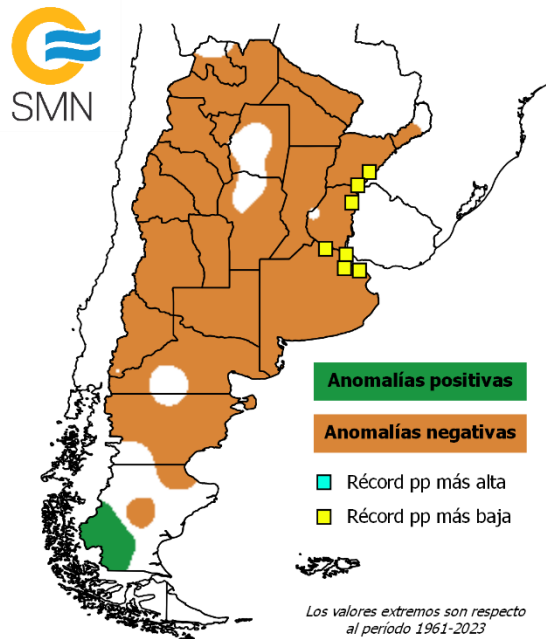 SMN
Anomalías positivas
Anomalías negativas
Récord pp más alta
Récord pp más baja
Los valores extremos son respecto
al período 1961-2023